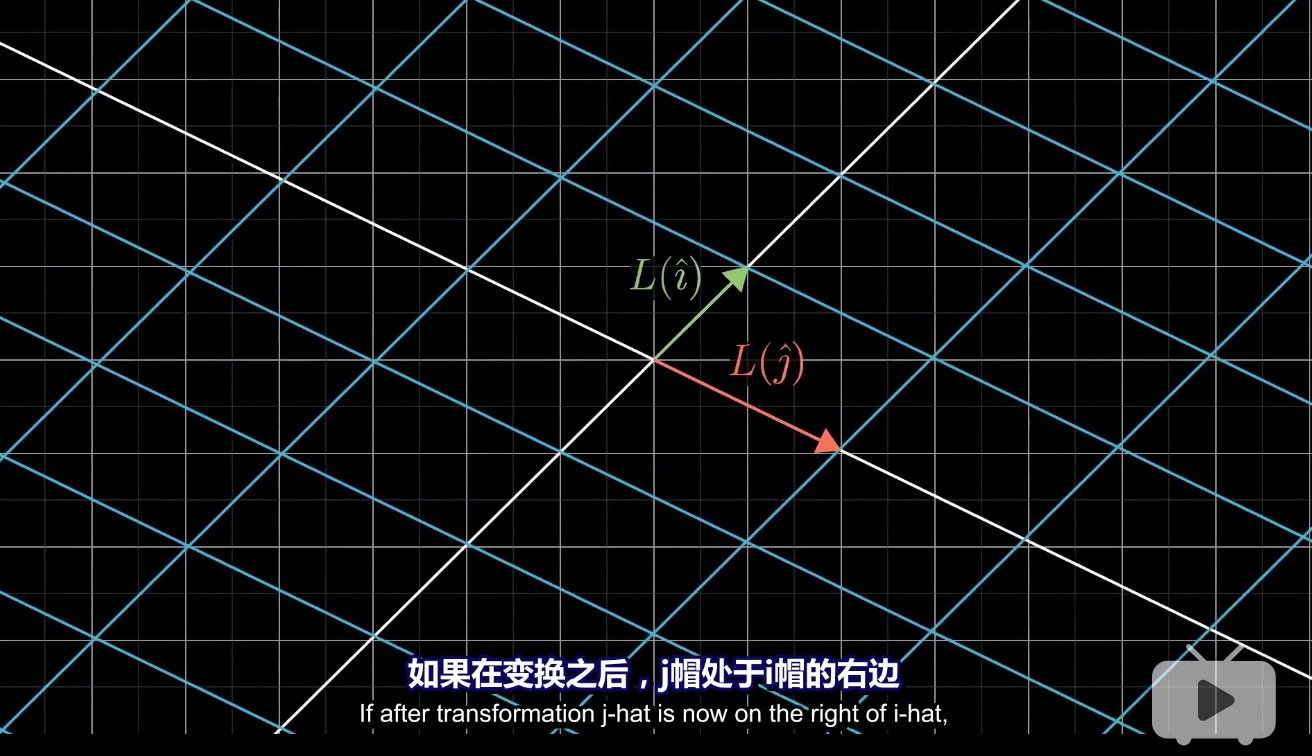 L(î)
L(ĵ)
如果在变换之后，j帽处于i帽的右边
If after transformation j-hat is now on the right of i-hat,